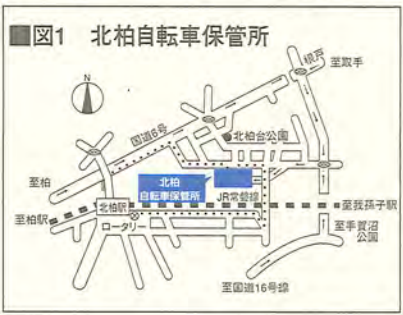 ■図1 北柏自転車保管所
N
根戸
至取手
国道6号
北柏台公園
至柏
北柏
自転車保管所
JR常磐線
至柏駅
北柏駅
至我孫子駅
ロータリー
至手賀沼
公園
至国道16号線